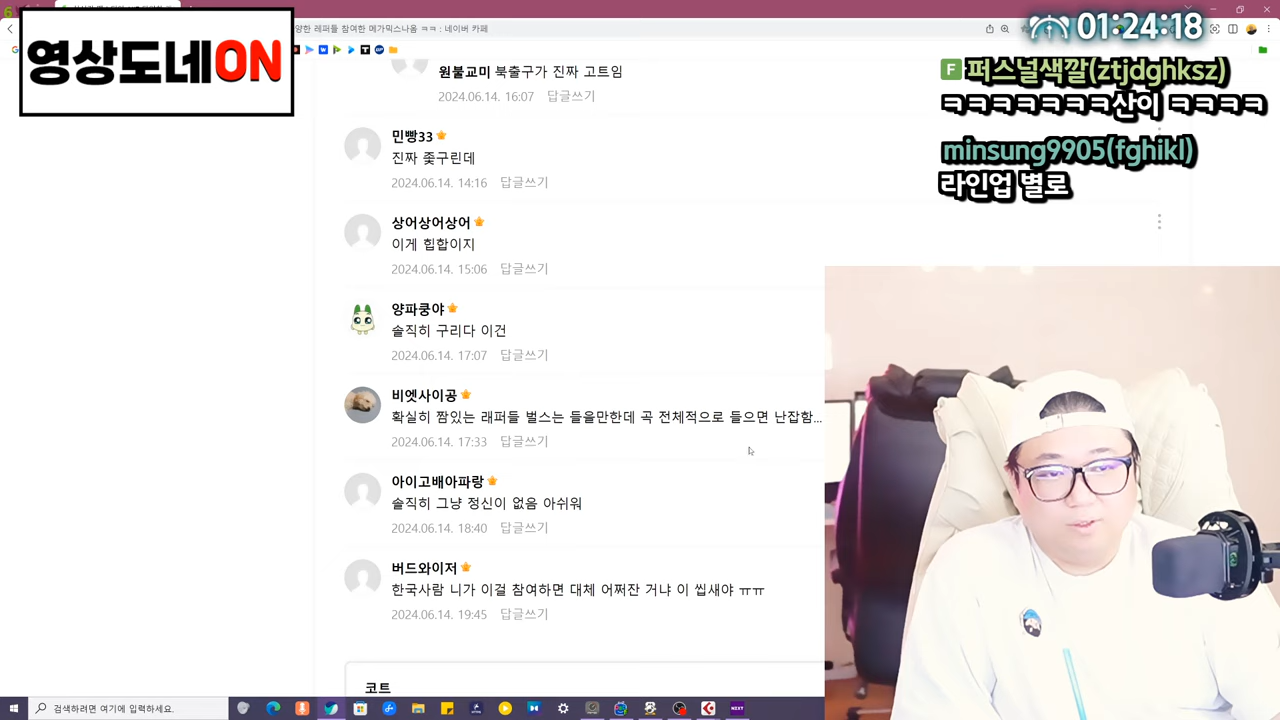 영상도네ON
양한 레퍼들 참여한 메가믹스나옴 ㅋㅋ : 네이버 카페
01:24:18
F 퍼스널색깔(ztjdghksz)
ㅋㅋㅋㅋㅋㅋㅋ산이 ㅋㅋㅋㅋ
minsung9905(fghikl)
라인업 별로
원불교미 북출구가 진짜 고트임
2024.06.14. 16:07 답글쓰기
민빵33
진짜 좆구린데
2024.06.14. 14:16 답글쓰기
상어상어상어
이게 힙합이지
2024.06.14. 15:06 답글쓰기
양파쿵야
솔직히 구리다 이건
2024.06.14. 17:07 답글쓰기
비엣사이공
확실히 짬있는 래퍼들 벌스는 들을만한데 곡 전체적으로 들으면 난잡함...
2024.06.14. 17:33 답글쓰기
아이고배아파랑
솔직히 그냥 정신이 없음 아쉬워
2024.06.14. 18:40 답글쓰기
버드와이저
한국사람 니가 이걸 참여하면 대체 어쩌잔 거냐 이 씹새야 ㅠㅠ
2024.06.14. 19:45 답글쓰기
코트
검색하려면 여기에 입력하세요.
NEXT